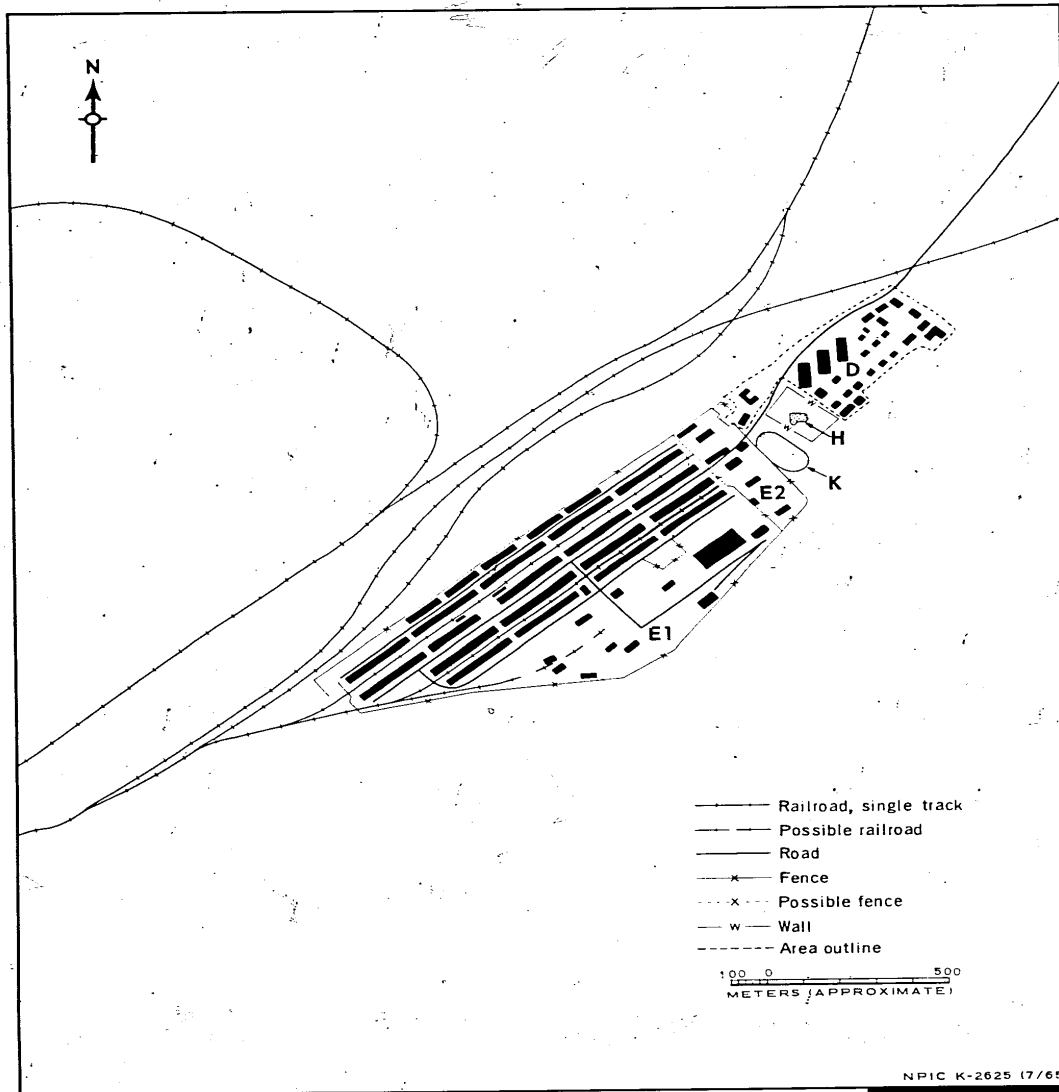 N
D
W
W
H
K
E2
E1
Railroad, single track
Possible railroad
Road
Fence
Possible fence
W Wall
Area outline
100 0 500
METERS (APPROXIMATE)
NPIC K-2625 (7/65